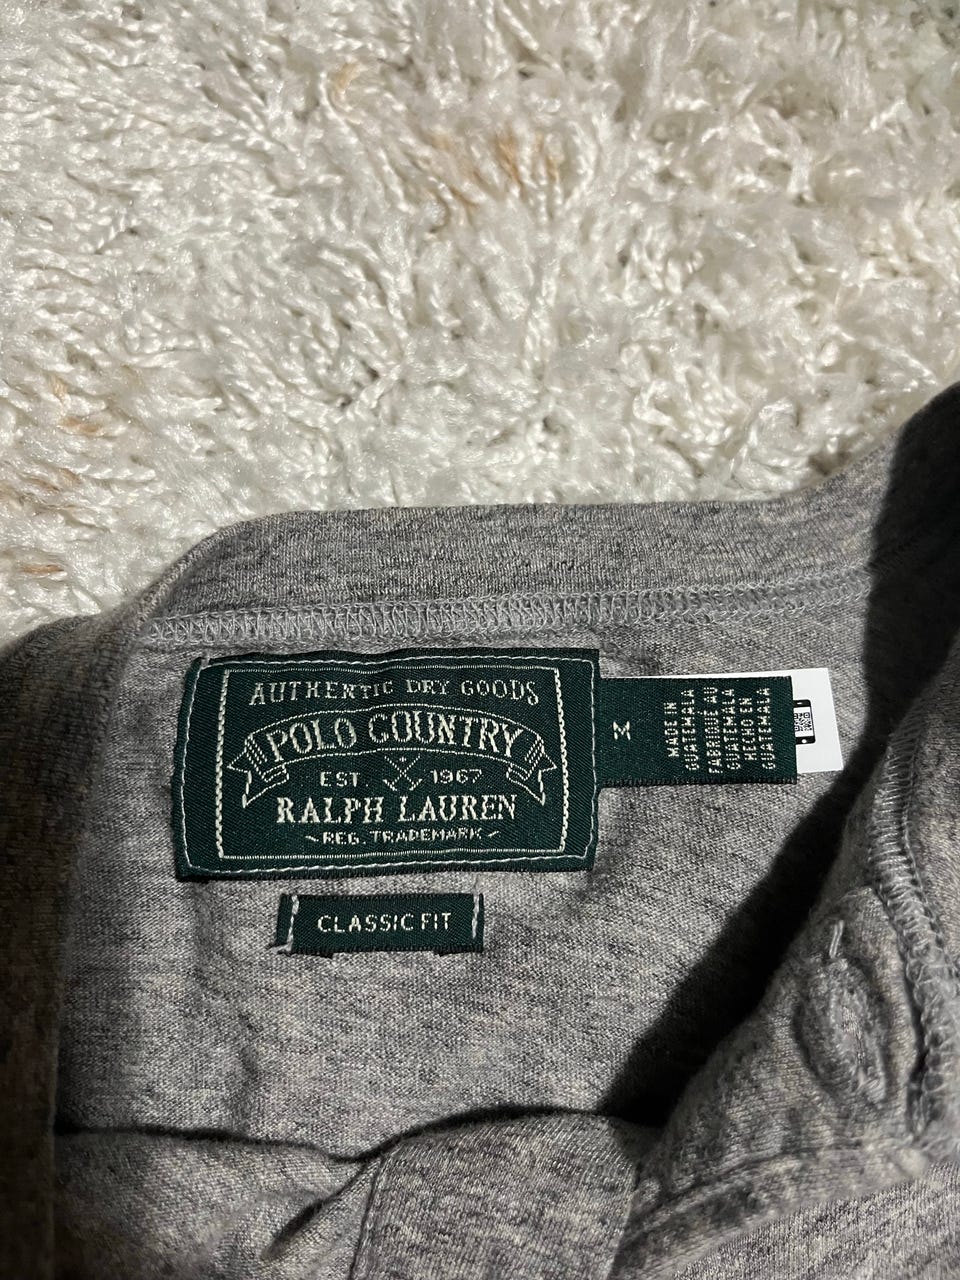 AUTHENTIC DRY GOODS
POLO COUNTRY
EST 1967
RALPH LAUREN
~REG. TRADEMARK~
M
MADE IN
GUATEMALA
FABRIQUE AU
GUATEMALA
HECHO EN
GUATEMALA
CLASSIC FIT